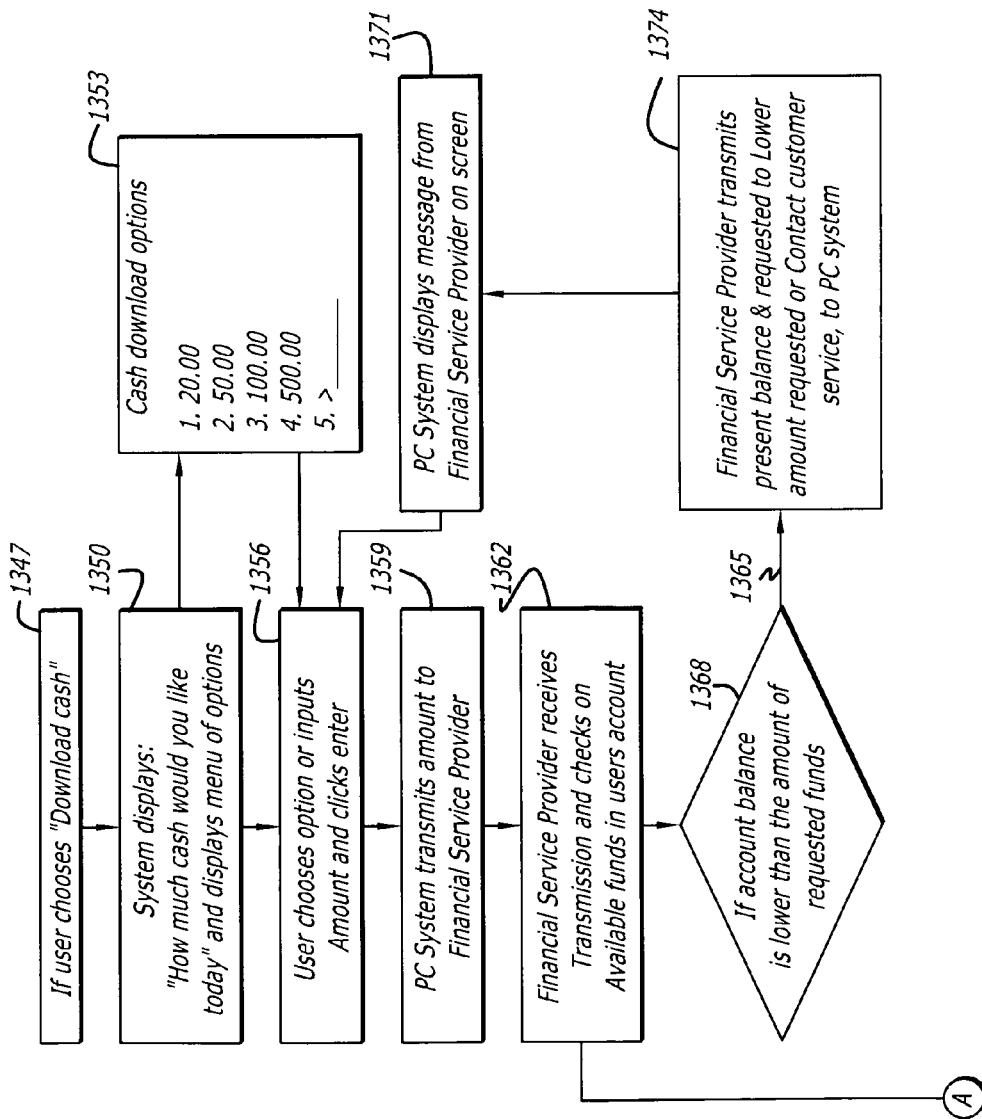 1347
If user chooses "Download cash"
1350
System displays:
"How much cash would you like
today" and displays menu of options
1353
Cash download options
1. 20.00
2. 50.00
3. 100.00
4. 500.00
5. > ______
1356
User chooses option or inputs
Amount and clicks enter
1359
PC System transmits amount to
Financial Service Provider
1362
Financial Service Provider receives
Transmission and checks on
Available funds in users account
1368
If account balance
is lower than the amount of
requested funds
1365
1371
PC System displays message from
Financial Service Provider on screen
1374
Financial Service Provider transmits
present balance & requested to Lower
amount requested or Contact customer
service, to PC system
A